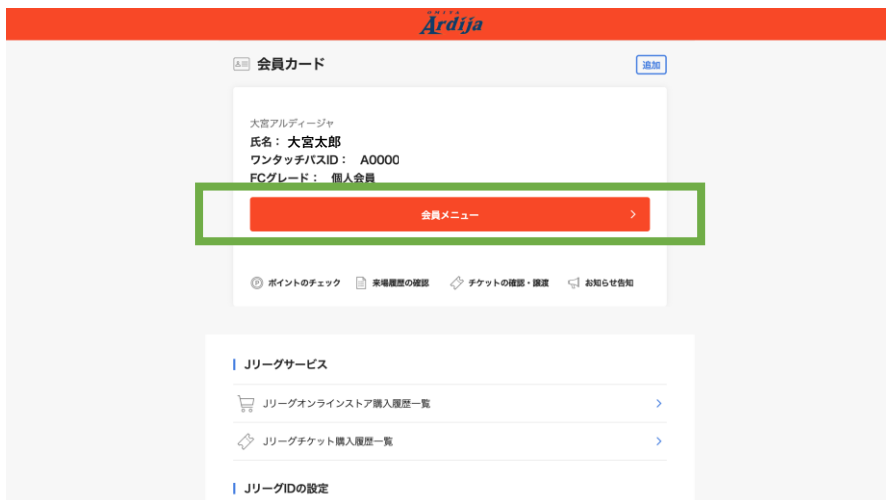 OMIYA
Ardija
会員カード
追加
大宮アルディージャ
氏名： 大宮太郎
ワンタッチパスID： A0000
FCグレード： 個人会員
会員メニュー
ポイントのチェック 来場履歴の確認 チケットの確認・譲渡 お知らせ告知
Jリーグサービス
Jリーグオンラインストア購入履歴一覧
Jリーグチケット購入履歴一覧
JリーグIDの設定